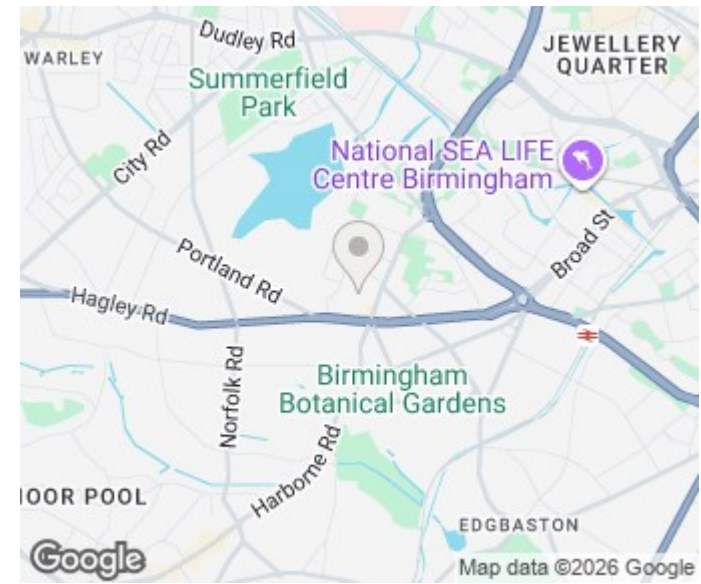 Dudley Rd
WARLEY
JEWELLERY
QUARTER
Summerfield
Park
City Rd
National SEA LIFE
Centre Birmingham
Broad St
Portland Rd
Hagley Rd
Norfolk Rd
Birmingham
Botanical Gardens
Harborne Rd
MOOR POOL
EDGBASTON
Google
Map data ©2026 Google